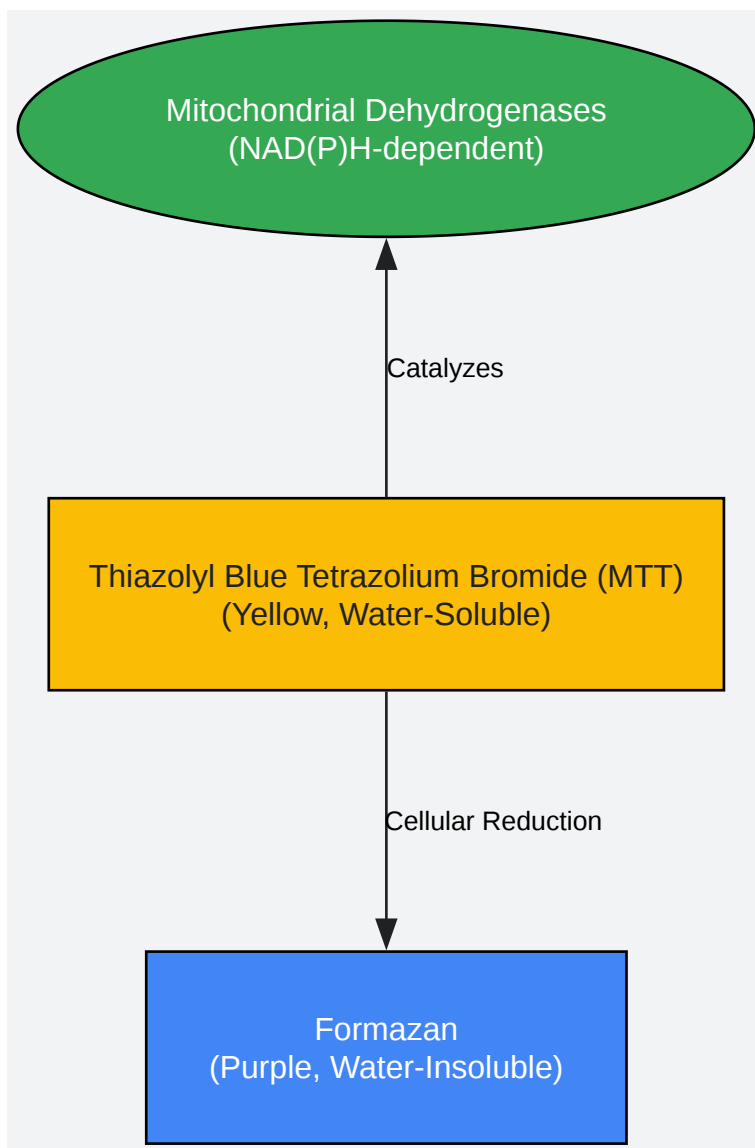 Mitochondrial Dehydrogenases
(NAD(P)H-dependent)
Catalyzes
Thiazolyl Blue Tetrazolium Bromide (MTT)
(Yellow, Water-Soluble)
Cellular Reduction
Formazan
(Purple, Water-Insoluble)